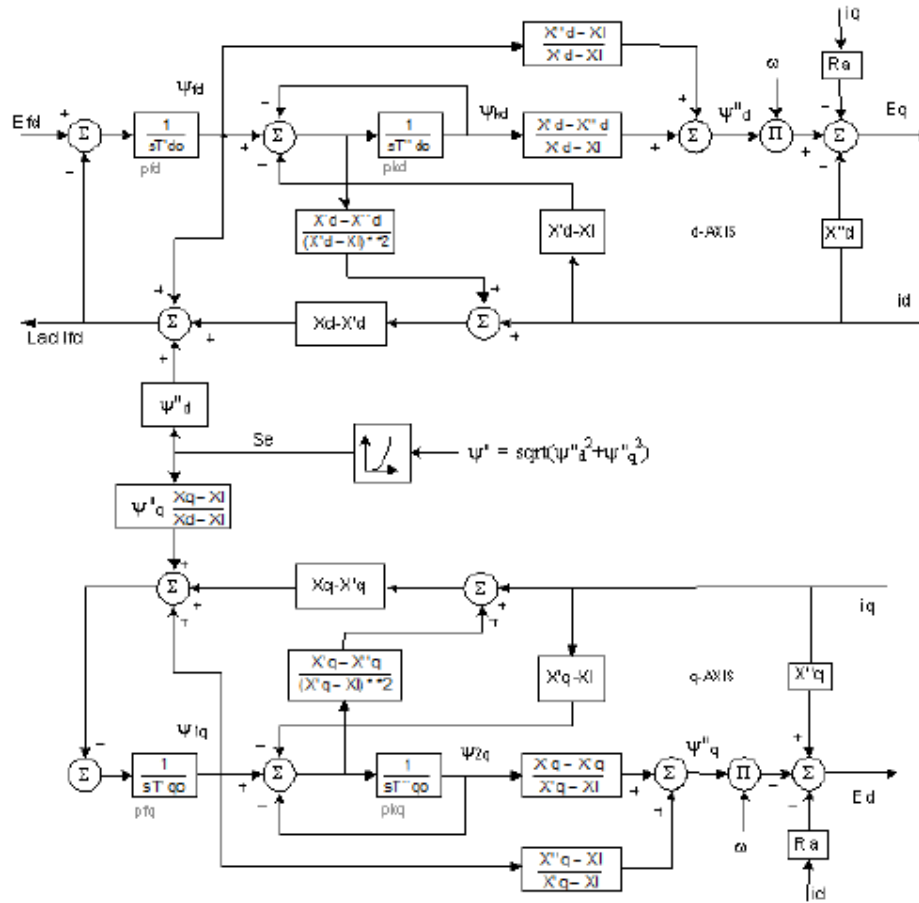 iq
X''d – Xl
X'd – Xl
Ra
ω
Ψfd
Ψkd
Ψ''d
Efd
+
Σ
–
1
sT'do
pfd
+
–
Σ
–
1
sT''do
pkd
X'd – X''d
X'd – Xl
+
+
Σ
Π
+
–
Σ
–
Eq
X'd – X''d
(X'd – Xl)**2
X'd–Xl
d-AXIS
X''d
id
+
Σ
+
+
Xd–X'd
+
Σ
+
Lad Ifd
Ψ''d
Se
Ψ" = sqrt(Ψ"d²+Ψ"q³)
Ψ''q
Xq – Xl
Xd – Xl
+
Σ
+
+
Xq-X'q
Σ
+
+
iq
X'q – X''q
(X'q – Xl)**2
X'q–Xl
q-AXIS
X''q
Ψ1q
Ψ2q
Ψ''q
–
Σ
1
sT'qo
pfq
–
+
Σ
–
1
sT''qo
pkq
X'q – X'q
X'q – Xl
+
+
Σ
Π
+
–
Σ
–
Ed
ω
Ra
X''q – Xl
X'q – Xl
id